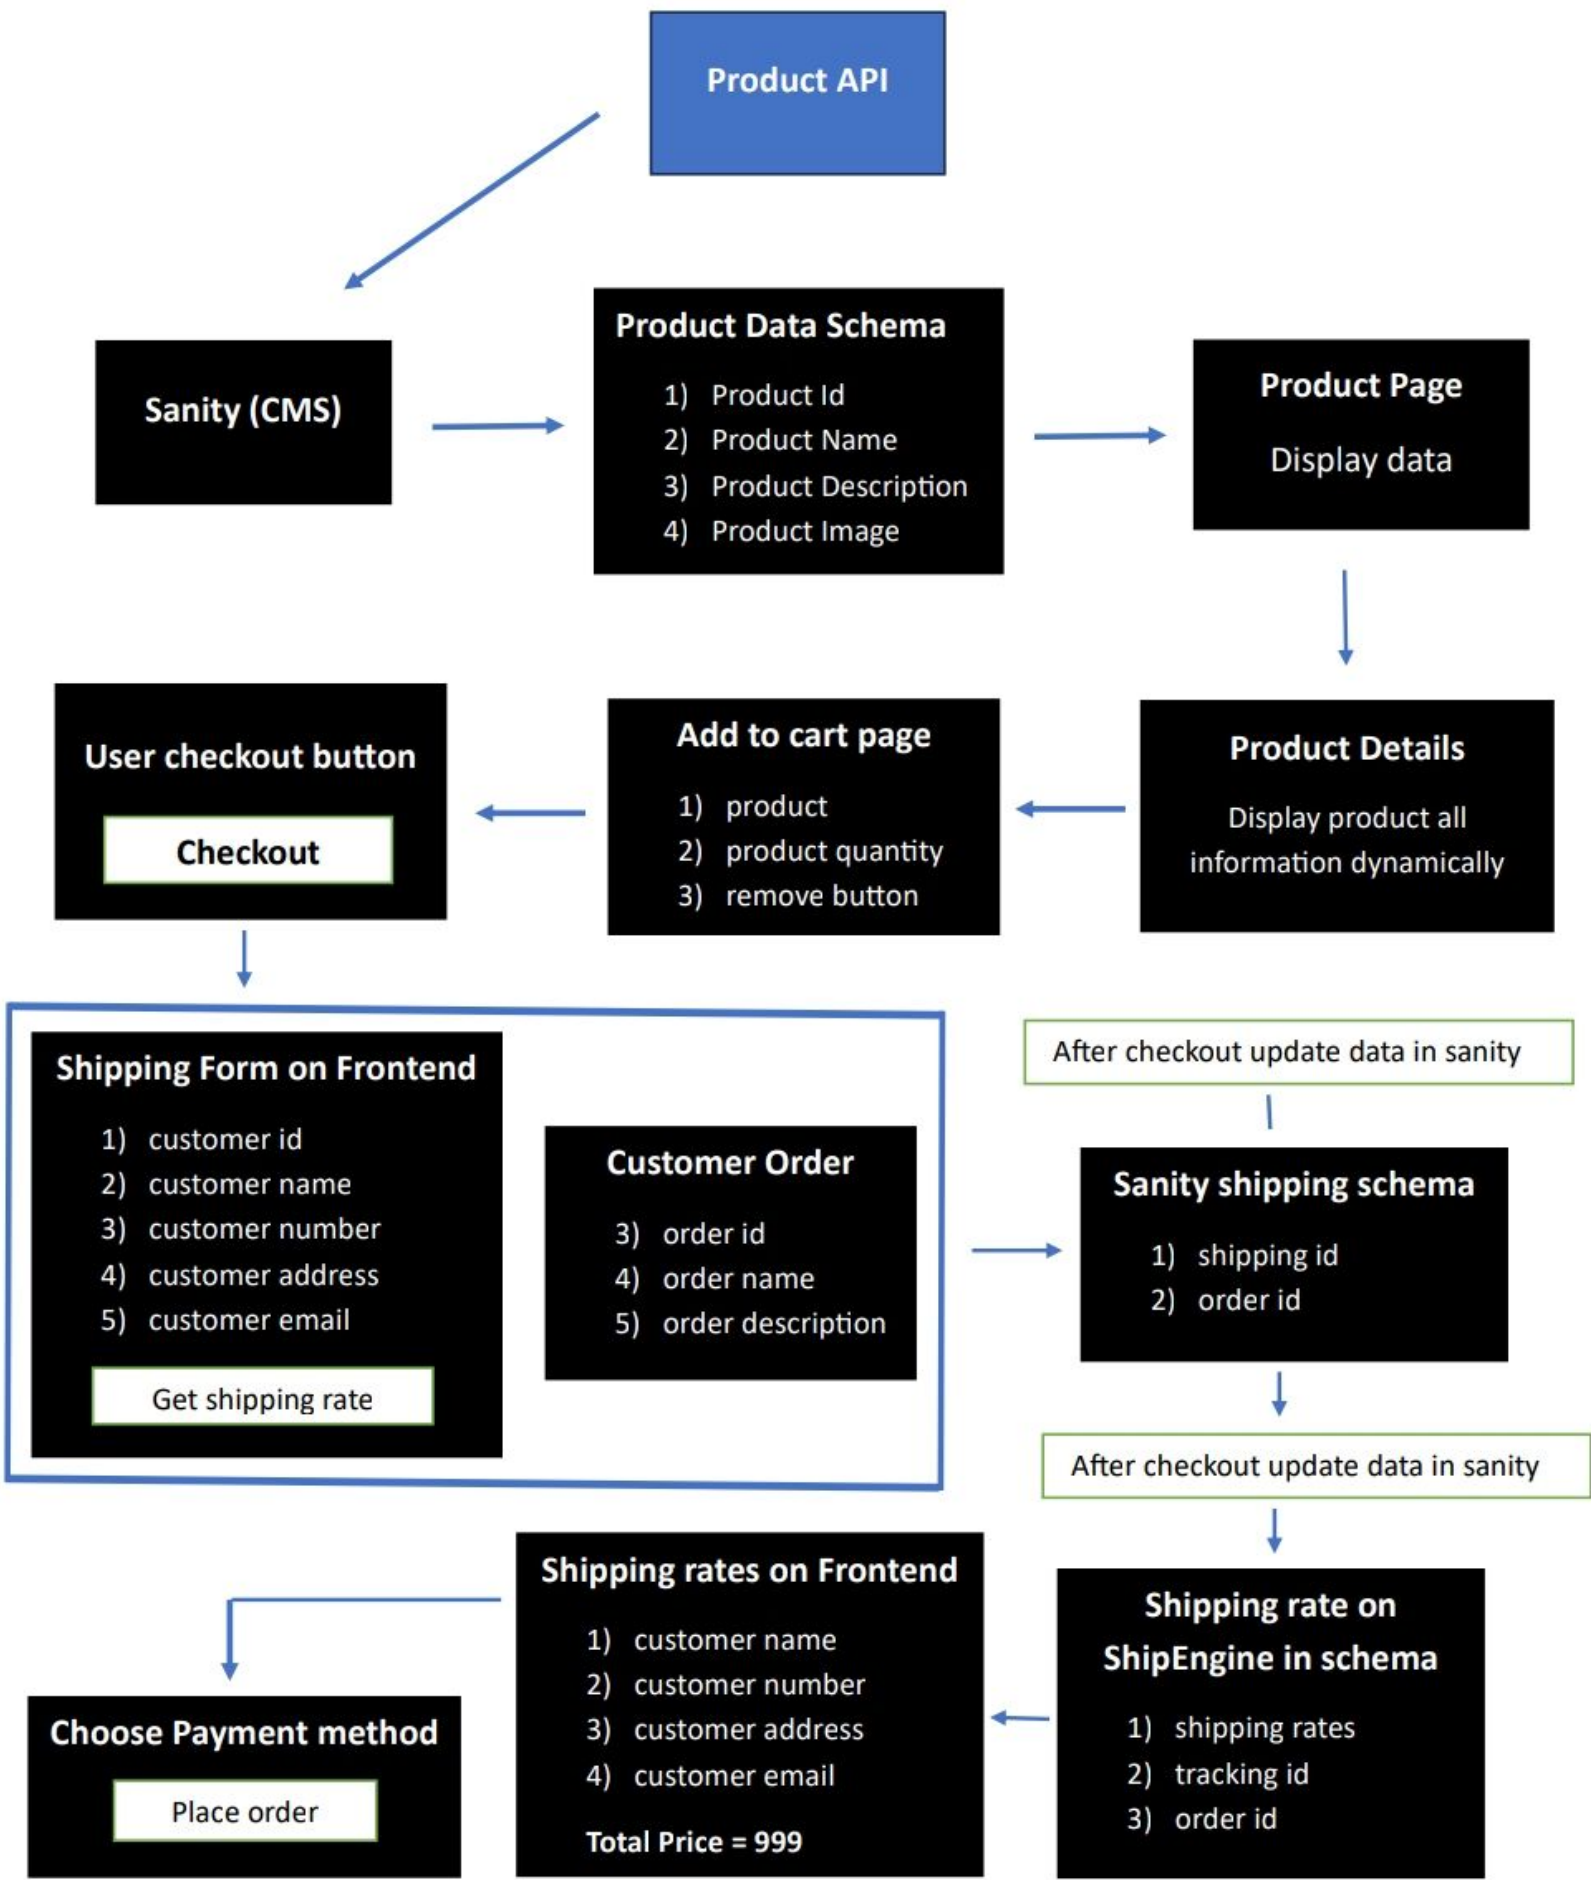 Product API
Sanity (CMS)
Product Data Schema
1) Product Id
2) Product Name
3) Product Description
4) Product Image
Product Page
Display data
User checkout button
Checkout
Add to cart page
1) product
2) product quantity
3) remove button
Product Details
Display product all
information dynamically
Shipping Form on Frontend
1) customer id
2) customer name
3) customer number
4) customer address
5) customer email
Get shipping rate
Customer Order
3) order id
4) order name
5) order description
After checkout update data in sanity
Sanity shipping schema
1) shipping id
2) order id
After checkout update data in sanity
Shipping rate on
ShipEngine in schema
1) shipping rates
2) tracking id
3) order id
Shipping rates on Frontend
1) customer name
2) customer number
3) customer address
4) customer email
Total Price = 999
Choose Payment method
Place order